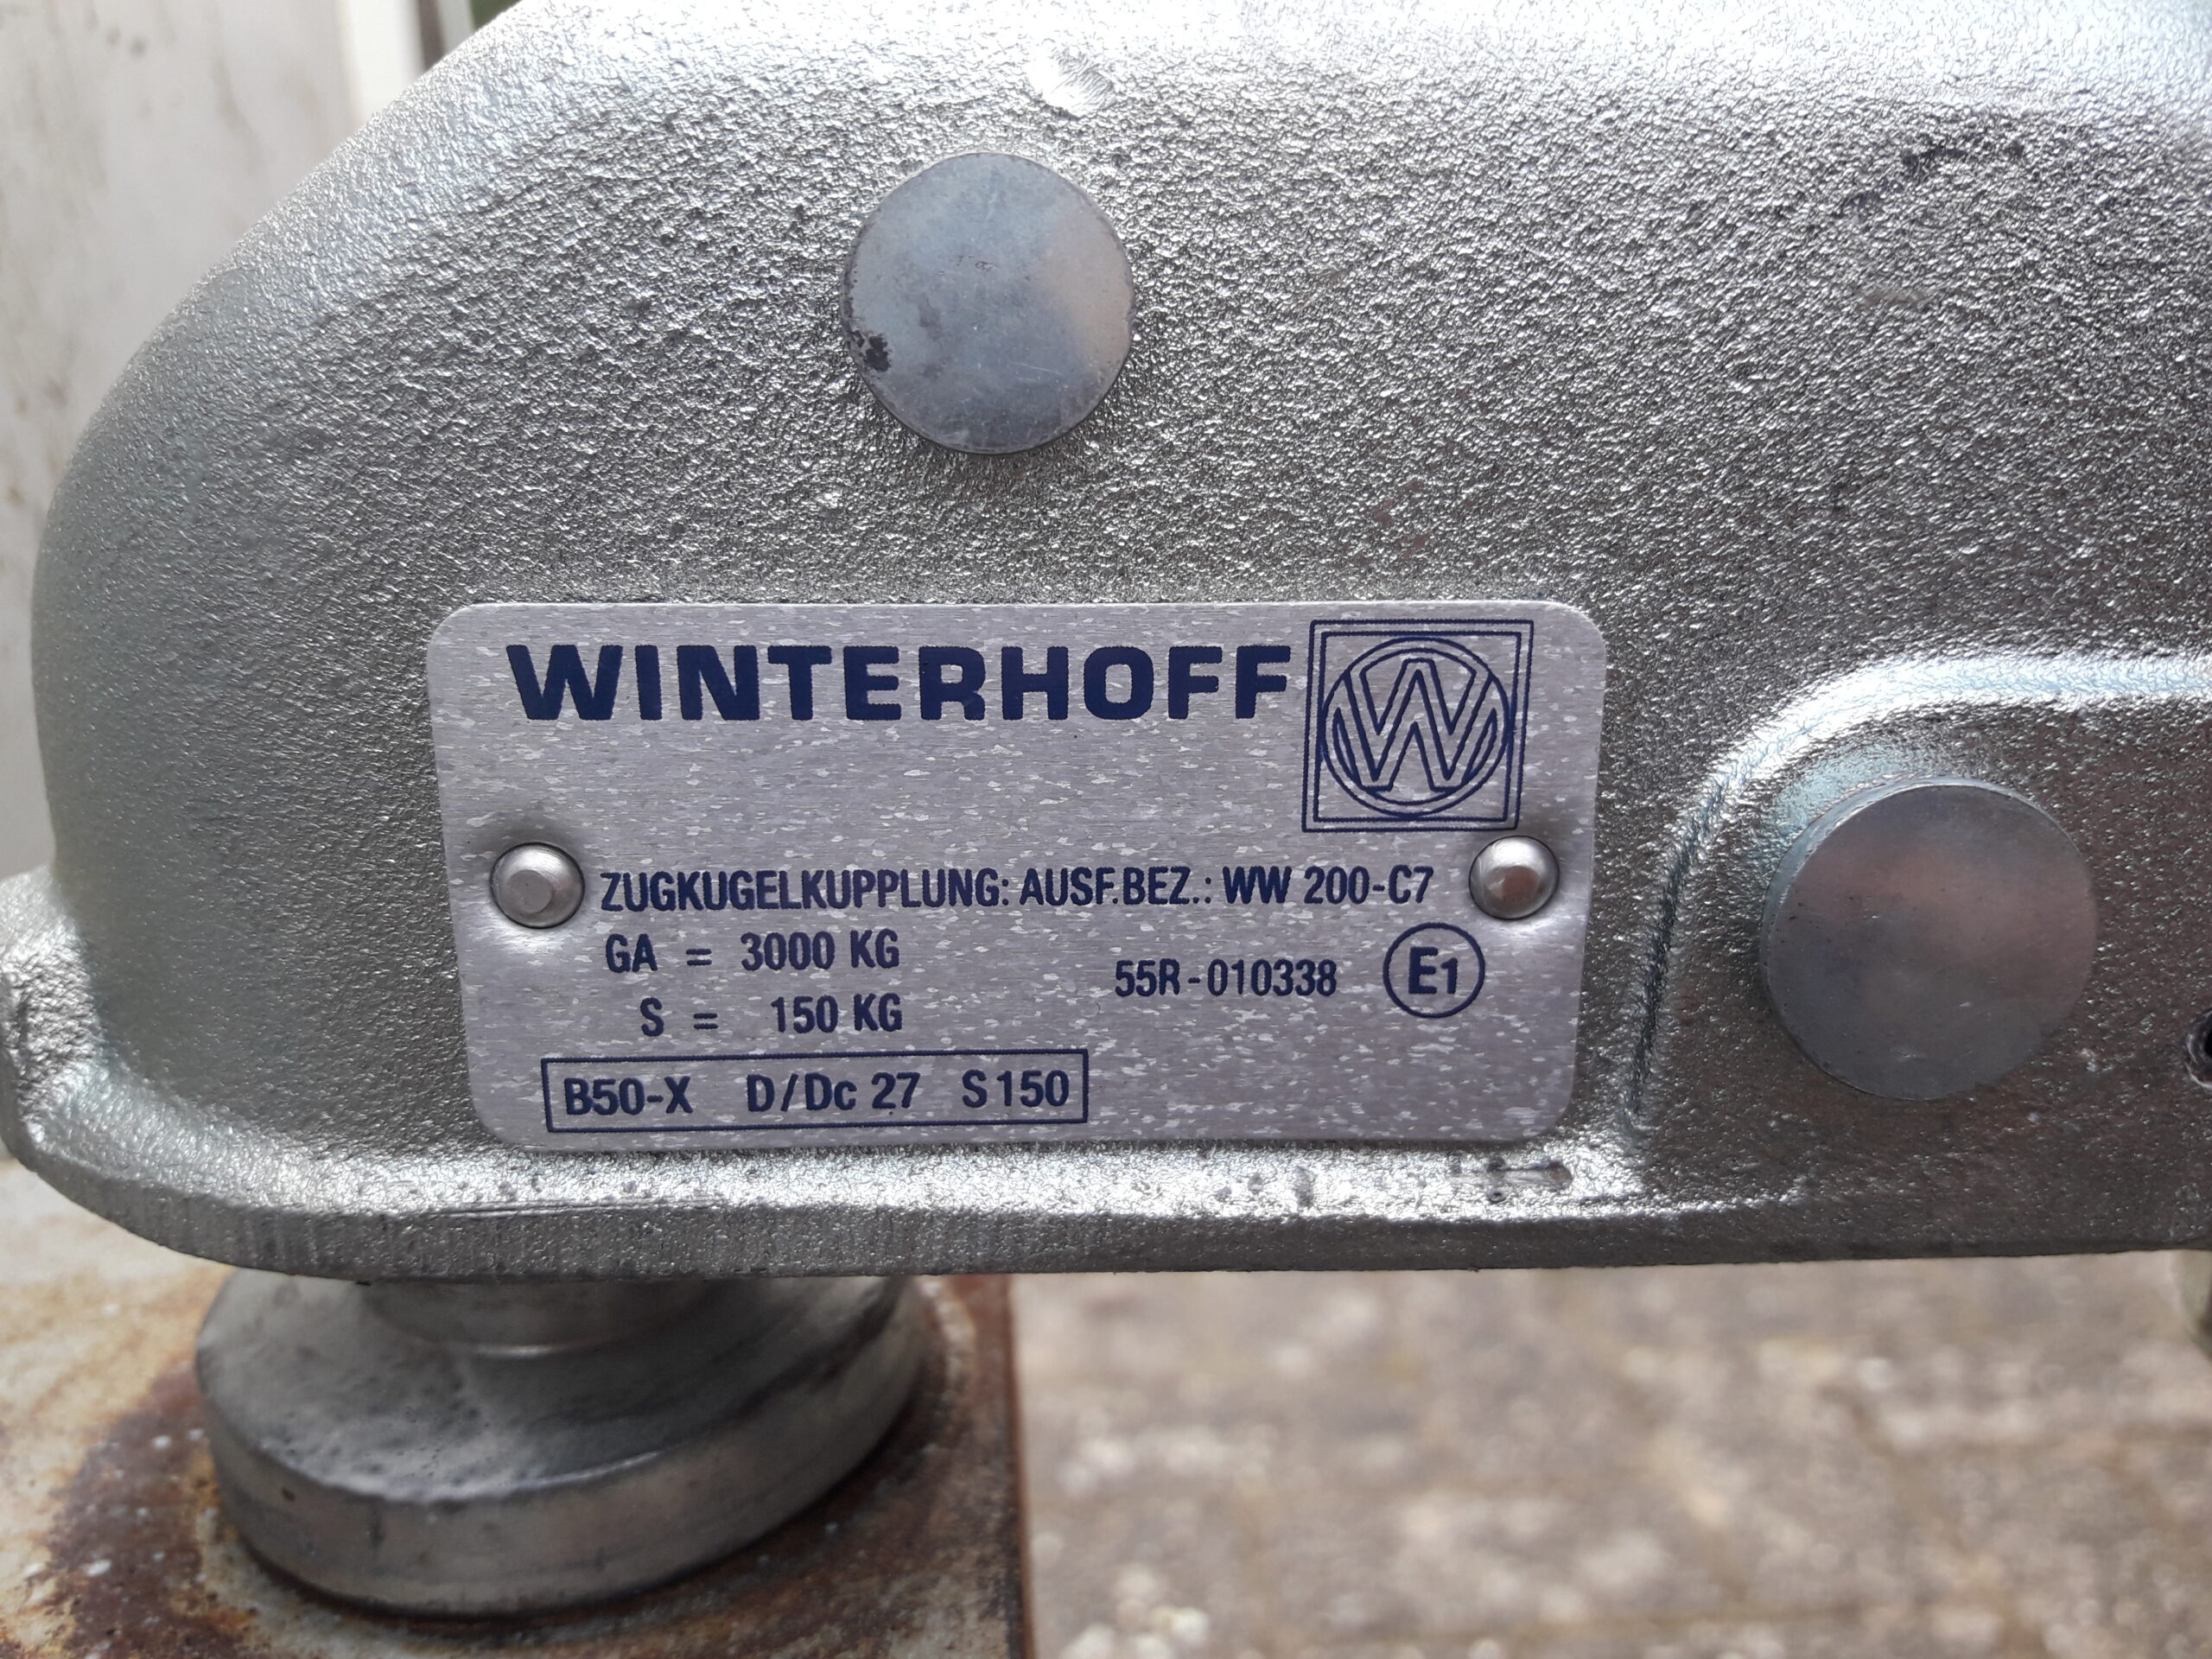 WINTERHOFF
W
ZUGKUGELKUPPLUNG: AUSF.BEZ.: WW 200-C7
GA = 3000 KG
55R-010338 E1
S = 150 KG
B50-X D/Dc 27 S150